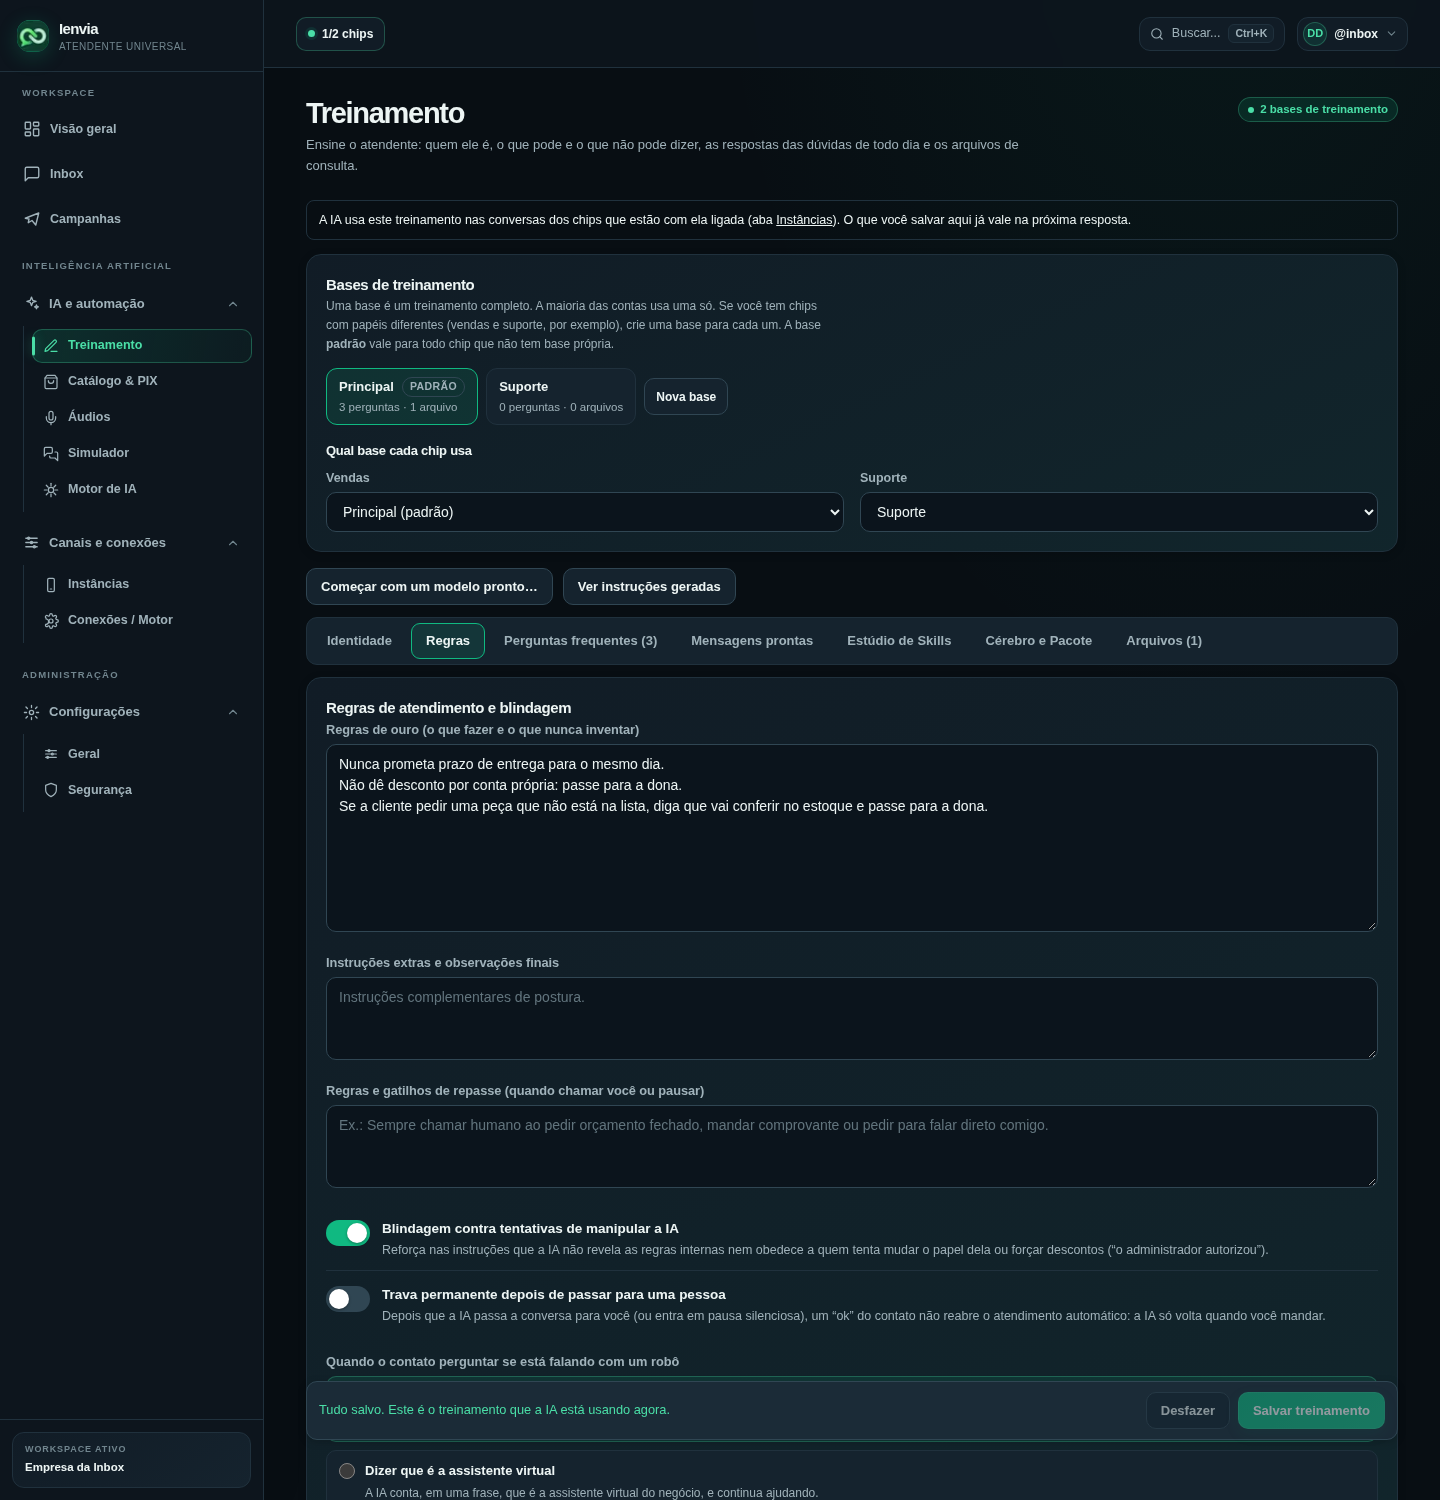 Ienvia
ATENDENTE UNIVERSAL
1/2 chips
Buscar...
Ctrl+K
DD
@inbox
WORKSPACE
Visão geral
Inbox
Campanhas
INTELIGÊNCIA ARTIFICIAL
IA e automação
Treinamento
Catálogo & PIX
Áudios
Simulador
Motor de IA
Canais e conexões
Instâncias
Conexões / Motor
ADMINISTRAÇÃO
Configurações
Geral
Segurança
WORKSPACE ATIVO
Empresa da Inbox
Treinamento
2 bases de treinamento
Ensine o atendente: quem ele é, o que pode e o que não pode dizer, as respostas das dúvidas de todo dia e os arquivos de
consulta.
A IA usa este treinamento nas conversas dos chips que estão com ela ligada (aba Instâncias). O que você salvar aqui já vale na próxima resposta.
Bases de treinamento
Uma base é um treinamento completo. A maioria das contas usa uma só. Se você tem chips
com papéis diferentes (vendas e suporte, por exemplo), crie uma base para cada um. A base
padrão vale para todo chip que não tem base própria.
Principal PADRÃO
3 perguntas · 1 arquivo
Suporte
0 perguntas · 0 arquivos
Nova base
Qual base cada chip usa
Vendas
Principal (padrão)
Suporte
Suporte
Começar com um modelo pronto…
Ver instruções geradas
Identidade
Regras
Perguntas frequentes (3)
Mensagens prontas
Estúdio de Skills
Cérebro e Pacote
Arquivos (1)
Regras de atendimento e blindagem
Regras de ouro (o que fazer e o que nunca inventar)
Nunca prometa prazo de entrega para o mesmo dia.
Não dê desconto por conta própria: passe para a dona.
Se a cliente pedir uma peça que não está na lista, diga que vai conferir no estoque e passe para a dona.
Instruções extras e observações finais
Instruções complementares de postura.
Regras e gatilhos de repasse (quando chamar você ou pausar)
Ex.: Sempre chamar humano ao pedir orçamento fechado, mandar comprovante ou pedir para falar direto comigo.
Blindagem contra tentativas de manipular a IA
Reforça nas instruções que a IA não revela as regras internas nem obedece a quem tenta mudar o papel dela ou forçar descontos (“o administrador autorizou”).
Trava permanente depois de passar para uma pessoa
Depois que a IA passa a conversa para você (ou entra em pausa silenciosa), um “ok” do contato não reabre o atendimento automático: a IA só volta quando você mandar.
Quando o contato perguntar se está falando com um robô
Tudo salvo. Este é o treinamento que a IA está usando agora.
Desfazer
Salvar treinamento
Dizer que é a assistente virtual
A IA conta, em uma frase, que é a assistente virtual do negócio, e continua ajudando.